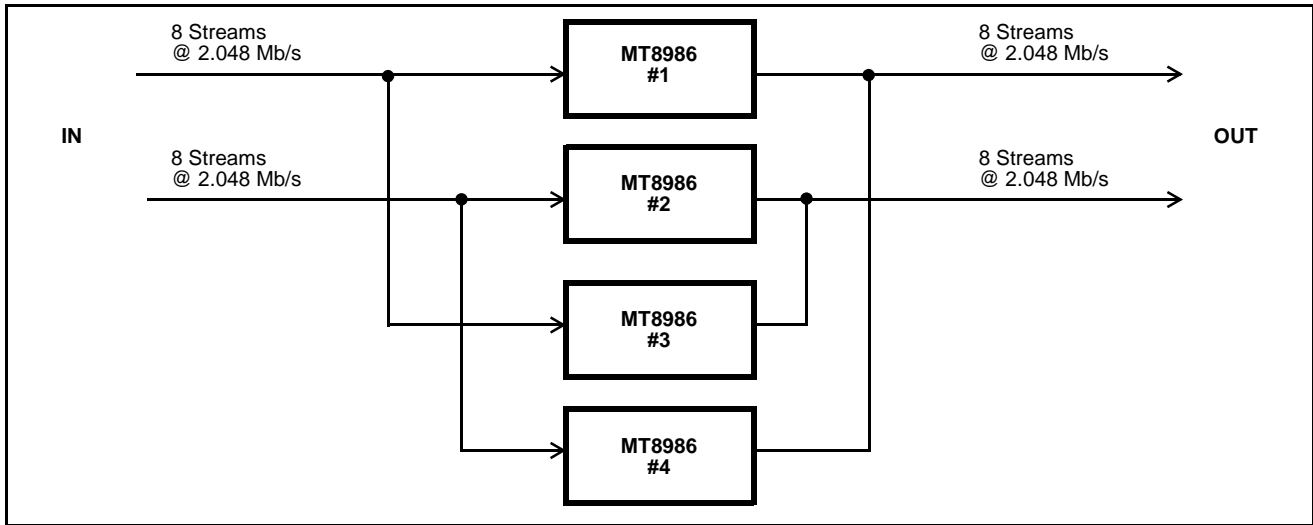 8 Streams
@ 2.048 Mb/s
MT8986
#1
8 Streams
@ 2.048 Mb/s
IN
OUT
8 Streams
@ 2.048 Mb/s
MT8986
#2
8 Streams
@ 2.048 Mb/s
MT8986
#3
MT8986
#4